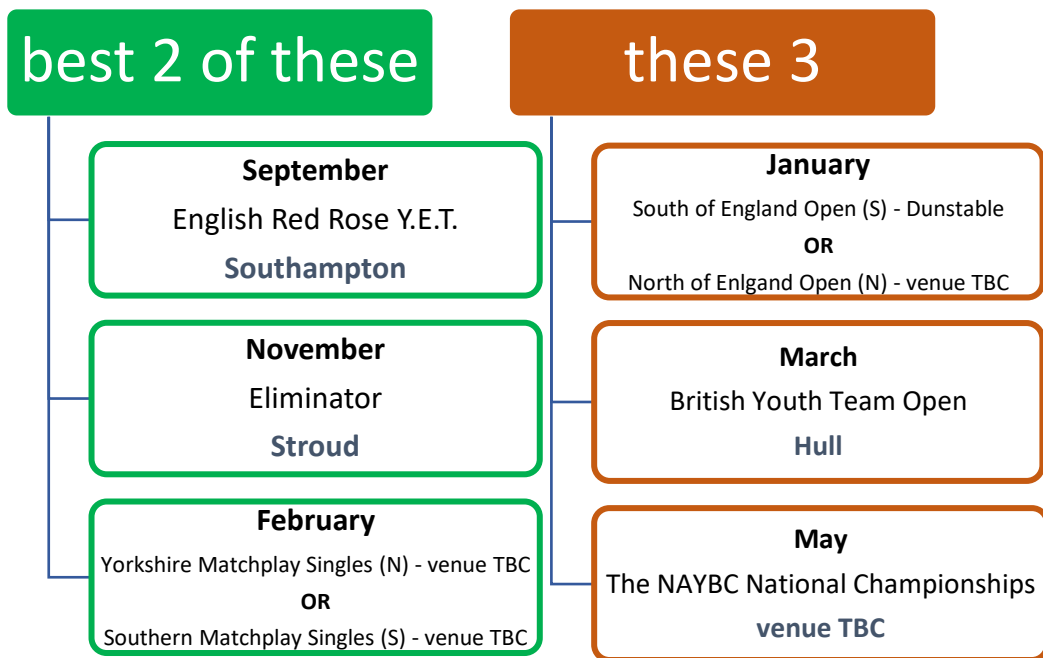 best 2 of these
September
English Red Rose Y.E.T.
Southampton
November
Eliminator
Stroud
February
Yorkshire Matchplay Singles (N) - venue TBC
OR
Southern Matchplay Singles (S) - venue TBC
these 3
January
South of England Open (S) - Dunstable
OR
North of Enlgand Open (N) - venue TBC
March
British Youth Team Open
Hull
May
The NAYBC National Championships
venue TBC